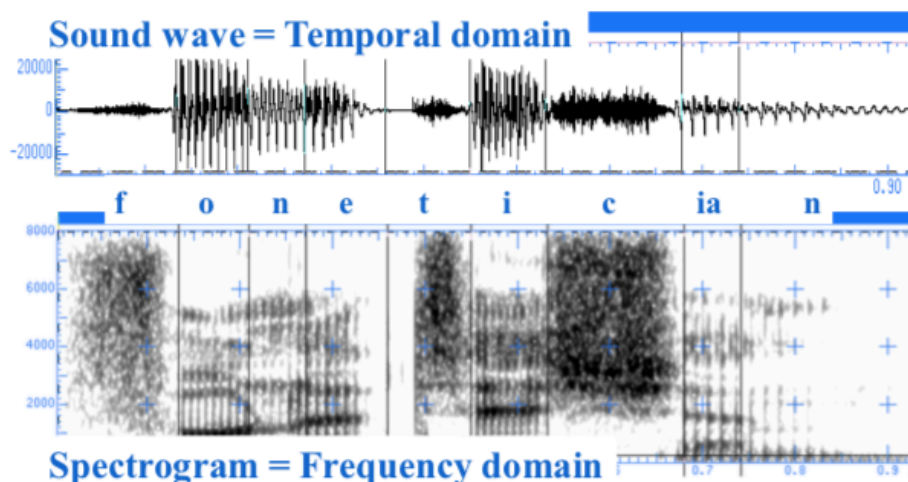 Sound wave = Temporal domain
20000
0
-20000
0.90
f o n e t i c ia n
8000
6000
4000
2000
Spectrogram = Frequency domain
0.7 0.8 0.9